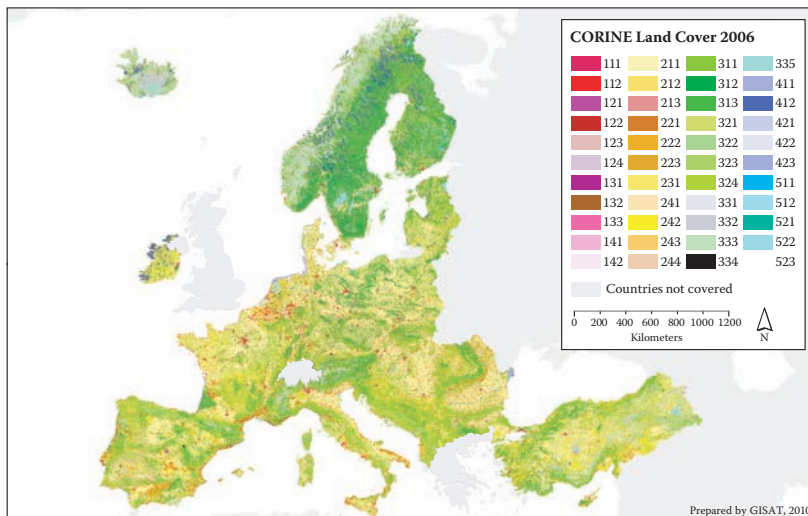 CORINE Land Cover 2006
111 211 311 335
112 212 312 411
121 213 313 412
122 221 321 421
123 222 322 422
124 223 323 423
131 231 324 511
132 241 331 512
133 242 332 521
141 243 333 522
142 244 334 523
Countries not covered
0 200 400 600 800 1000 1200
Kilometers
N
Prepared by GISAT, 2010